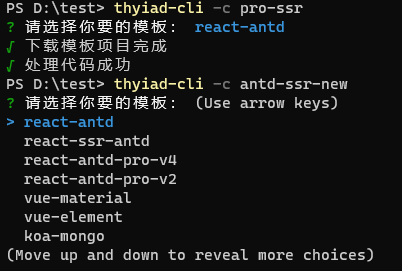 PS D:\test> thyiad-cli -c pro-ssr
? 请选择你要的模板： react-antd
√ 下载模板项目完成
√ 处理代码成功
PS D:\test> thyiad-cli -c antd-ssr-new
? 请选择你要的模板： (Use arrow keys)
> react-antd
react-ssr-antd
react-antd-pro-v4
react-antd-pro-v2
vue-material
vue-element
koa-mongo
(Move up and down to reveal more choices)